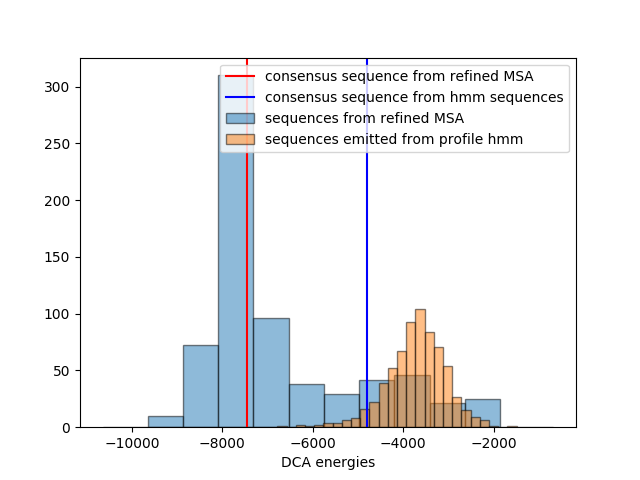 consensus sequence from refined MSA
consensus sequence from hmm sequences
sequences from refined MSA
sequences emitted from profile hmm
300
250
200
150
100
50
0
−10000 −8000 −6000 −4000 −2000
DCA energies